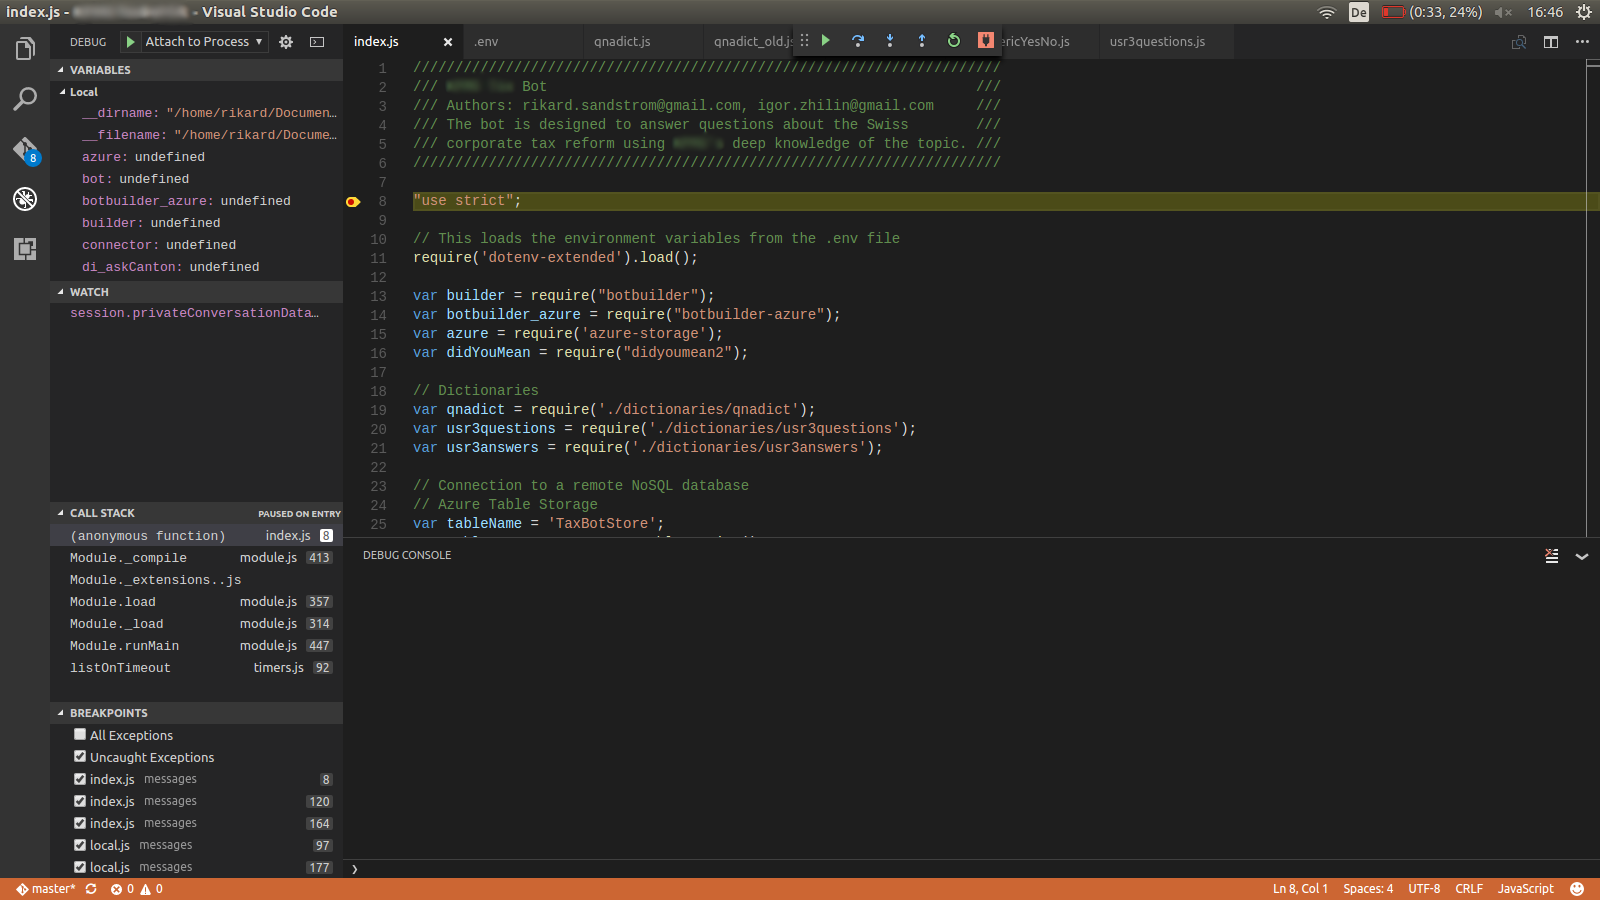 index.js - - Visual Studio Code
De (0:33, 24%) 16:46
DEBUG Attach to Process
VARIABLES
Local
__dirname: "/home/rikard/Documen…
__filename: "/home/rikard/Docume…
azure: undefined
bot: undefined
botbuilder_azure: undefined
builder: undefined
connector: undefined
di_askCanton: undefined
WATCH
session.privateConversationData…
CALL STACK PAUSED ON ENTRY
(anonymous function) index.js 8
Module._compile module.js 413
Module._extensions..js
Module.load module.js 357
Module._load module.js 314
Module.runMain module.js 447
listOnTimeout timers.js 92
BREAKPOINTS
All Exceptions
Uncaught Exceptions
index.js messages 8
index.js messages 120
index.js messages 164
local.js messages 97
local.js messages 177
8
index.js .env qnadict.js qnadict_old.js ericYesNo.js usr3questions.js
1 //////////////////////////////////////////////////////////////////////
2 /// Bot ///
3 /// Authors: rikard.sandstrom@gmail.com, igor.zhilin@gmail.com ///
4 /// The bot is designed to answer questions about the Swiss ///
5 /// corporate tax reform using deep knowledge of the topic. ///
6 //////////////////////////////////////////////////////////////////////
7
8 "use strict";
9
10 // This loads the environment variables from the .env file
11 require('dotenv-extended').load();
12
13 var builder = require("botbuilder");
14 var botbuilder_azure = require("botbuilder-azure");
15 var azure = require('azure-storage');
16 var didYouMean = require("didyoumean2");
17
18 // Dictionaries
19 var qnadict = require('./dictionaries/qnadict');
20 var usr3questions = require('./dictionaries/usr3questions');
21 var usr3answers = require('./dictionaries/usr3answers');
22
23 // Connection to a remote NoSQL database
24 // Azure Table Storage
25 var tableName = 'TaxBotStore';
DEBUG CONSOLE
master* 0 0
Ln 8, Col 1 Spaces: 4 UTF-8 CRLF JavaScript